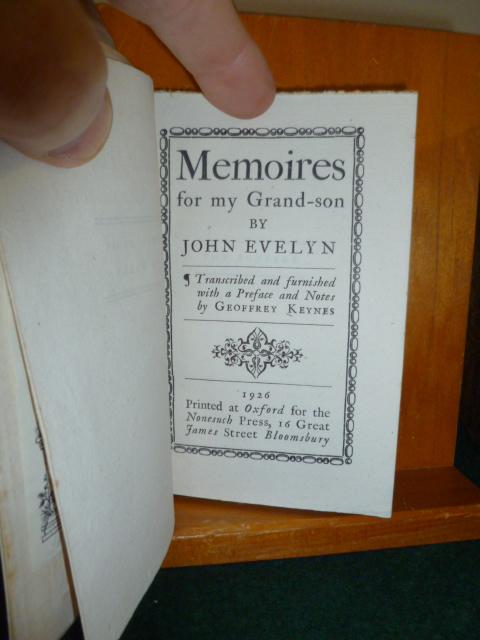 Memoires
for my Grand-son
BY
JOHN EVELYN
¶ Transcribed and furnished
with a Preface and Notes
by GEOFFREY KEYNES
1926
Printed at Oxford for the
Nonesuch Press, 16 Great
James Street Bloomsbury